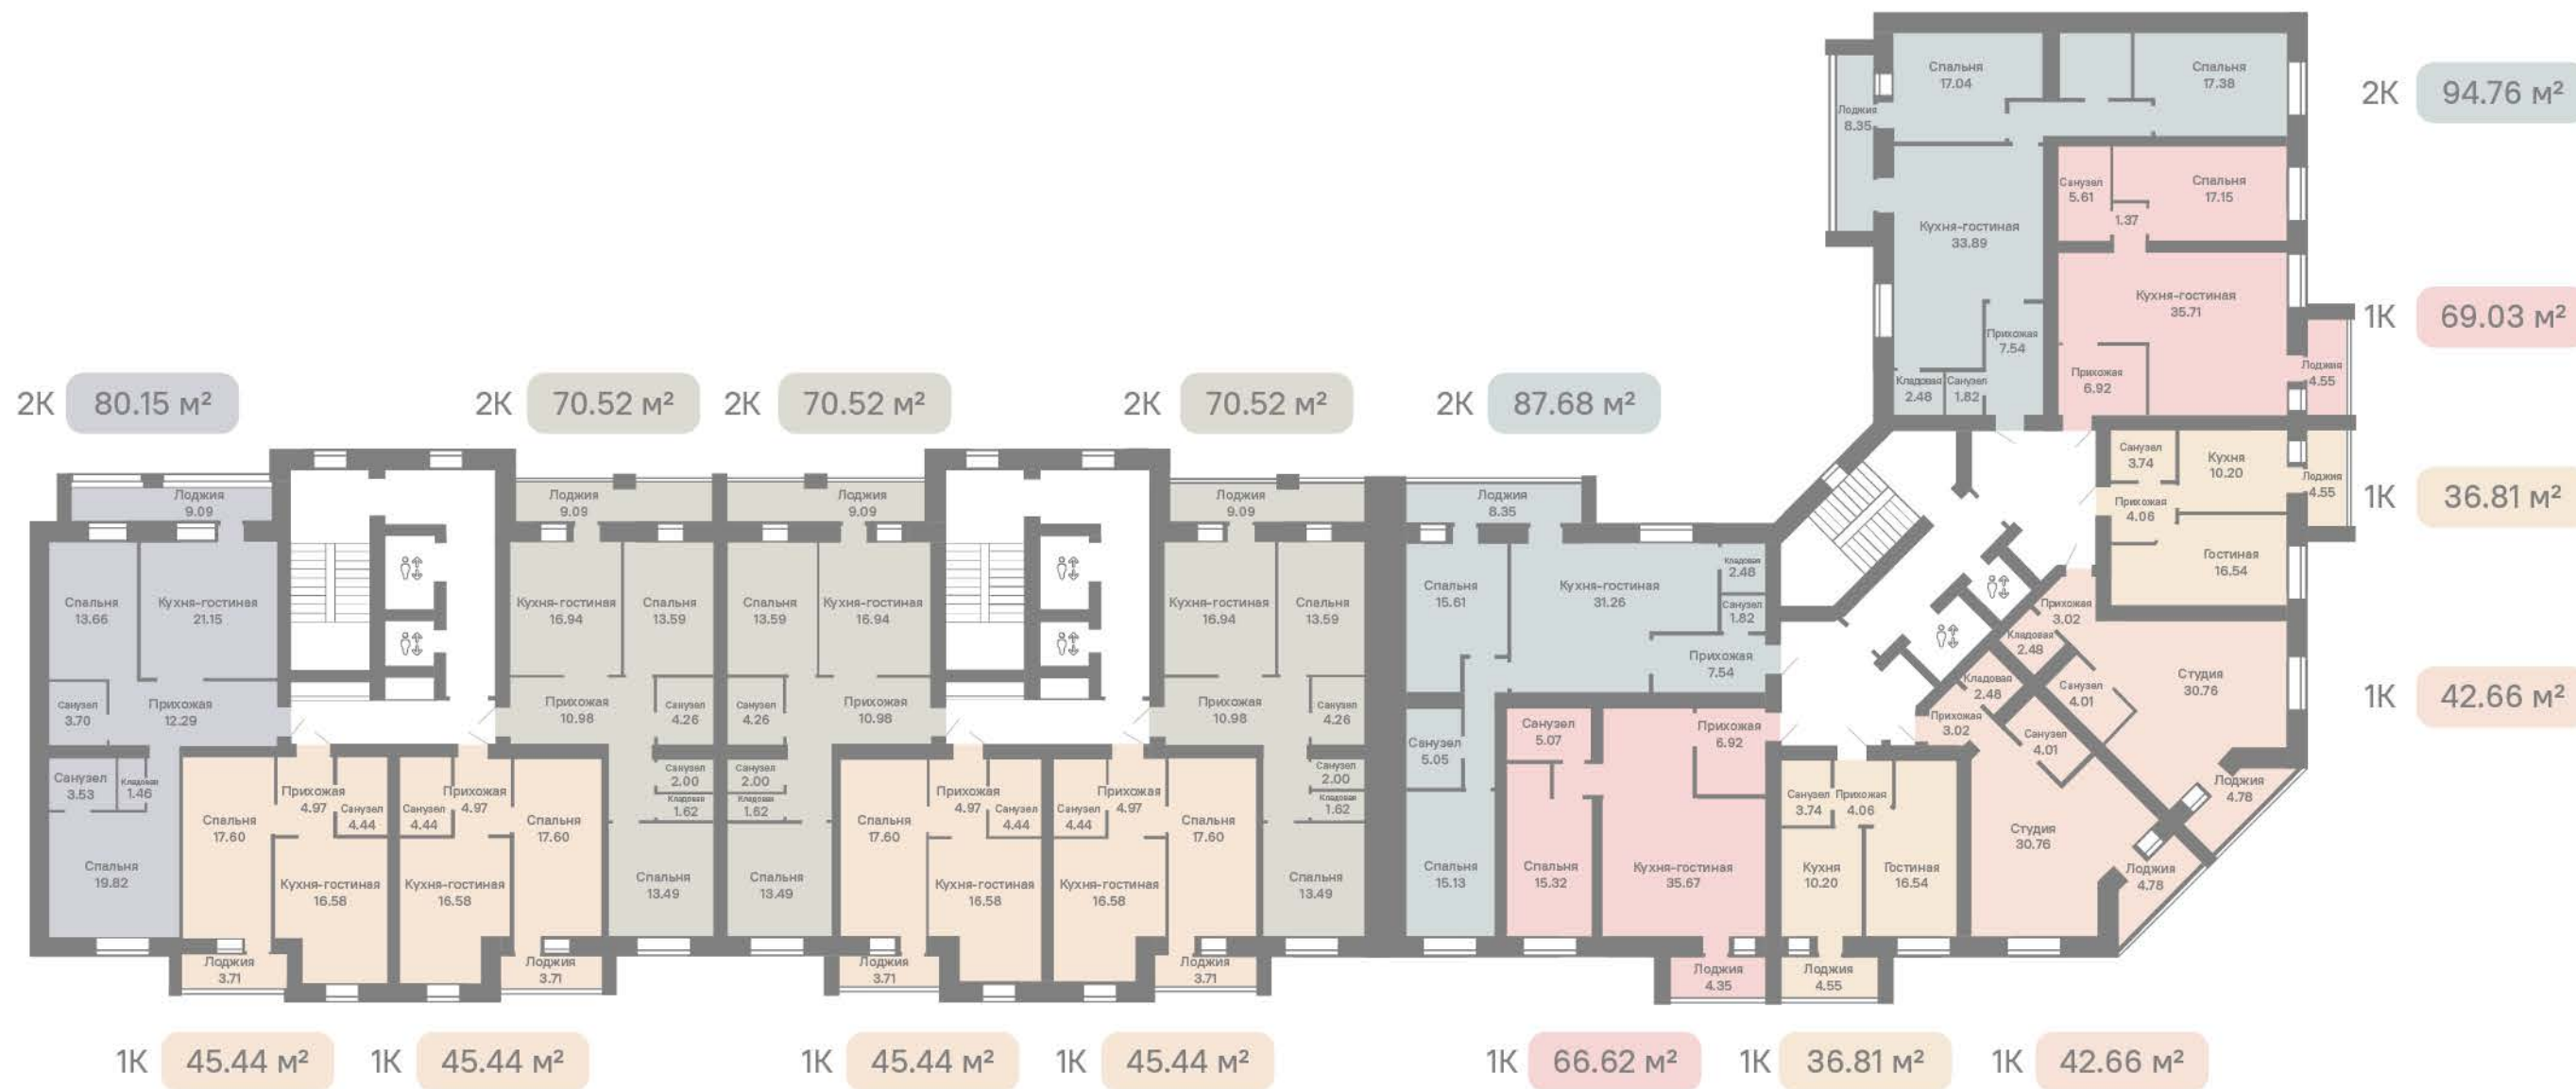 2К 94.76 м²
Спальня
17.04
Спальня
17.38
Лоджия
8.35
Кухня-гостиная
33.89
Прихожая
7.54
Кладовая
2.48
Санузел
1.82
1К 69.03 м²
Санузел
5.61
Спальня
17.15
1.37
Кухня-гостиная
35.71
Прихожая
6.92
Лоджия
4.55
1К 36.81 м²
Санузел
3.74
Кухня
10.20
Лоджия
4.55
Прихожая
4.06
Гостиная
16.54
1К 42.66 м²
Прихожая
3.02
Кладовая
2.48
Санузел
4.01
Студия
30.76
Лоджия
4.78
2К 80.15 м²
Лоджия
9.09
Спальня
13.66
Кухня-гостиная
21.15
Санузел
3.70
Прихожая
12.29
Санузел
3.53
Кладовая
1.46
Спальня
19.82
2К 70.52 м²
Лоджия
9.09
Кухня-гостиная
16.94
Спальня
13.59
Прихожая
10.98
Санузел
4.26
Санузел
2.00
Кладовая
1.62
Спальня
13.49
2К 70.52 м²
Лоджия
9.09
Спальня
13.59
Кухня-гостиная
16.94
Санузел
4.26
Прихожая
10.98
Санузел
2.00
Кладовая
1.62
Спальня
13.49
2К 70.52 м²
Лоджия
9.09
Кухня-гостиная
16.94
Спальня
13.59
Прихожая
10.98
Санузел
4.26
Санузел
2.00
Кладовая
1.62
Спальня
13.49
2К 87.68 м²
Лоджия
8.35
Спальня
15.61
Кухня-гостиная
31.26
Кладовая
2.48
Санузел
1.82
Прихожая
7.54
Санузел
5.05
Спальня
15.13
Спальня
17.60
Прихожая
4.97
Санузел
4.44
Кухня-гостиная
16.58
Лоджия
3.71
1К 45.44 м²
Прихожая
4.97
Санузел
4.44
Спальня
17.60
Кухня-гостиная
16.58
Лоджия
3.71
1К 45.44 м²
Спальня
17.60
Прихожая
4.97
Санузел
4.44
Кухня-гостиная
16.58
Лоджия
3.71
1К 45.44 м²
Прихожая
4.97
Санузел
4.44
Спальня
17.60
Кухня-гостиная
16.58
Лоджия
3.71
1К 45.44 м²
Санузел
5.07
Прихожая
6.92
Спальня
15.32
Кухня-гостиная
35.67
Лоджия
4.35
1К 66.62 м²
Санузел
3.74
Прихожая
4.06
Кухня
10.20
Гостиная
16.54
Лоджия
4.55
1К 36.81 м²
Кладовая
2.48
Прихожая
3.02
Санузел
4.01
Студия
30.76
Лоджия
4.78
1К 42.66 м²